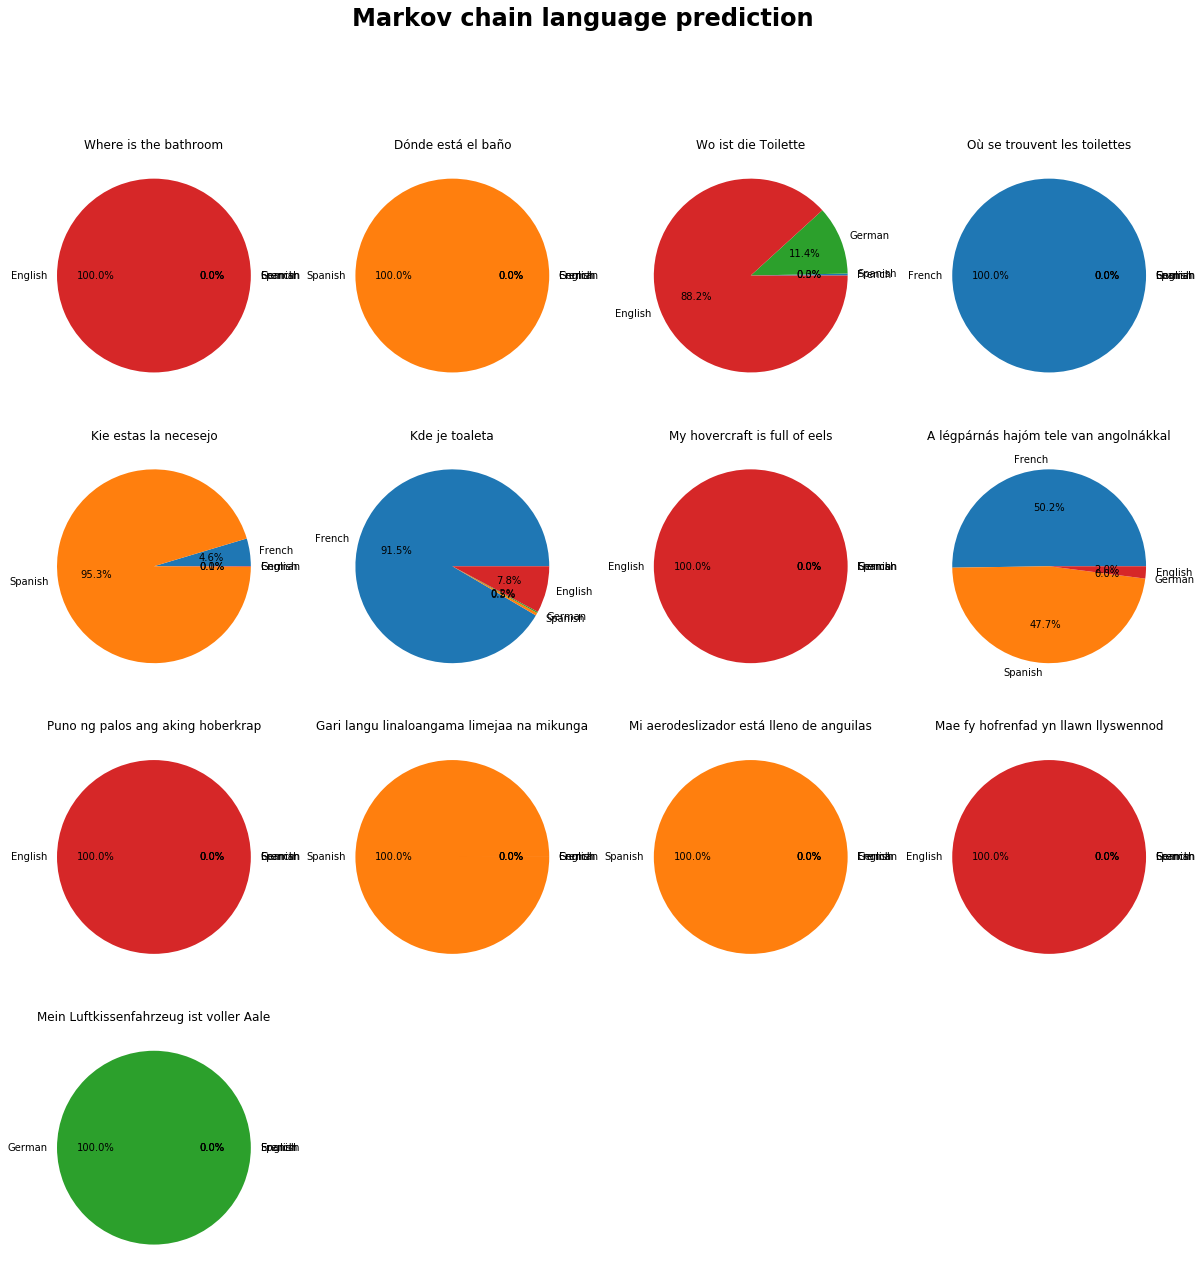 Markov chain language prediction
Where is the bathroom
English
100.0%
0.0%
Dónde está el baño
Spanish
100.0%
0.0%
Wo ist die Toilette
German
11.4%
Spanish
French
88.2%
English
Où se trouvent les toilettes
French
100.0%
0.0%
Kie estas la necesejo
French
4.6%
95.3%
Spanish
Kde je toaleta
French
91.5%
7.8%
English
German
Spanish
My hovercraft is full of eels
English
100.0%
0.0%
A légpárnás hajóm tele van angolnákkal
French
50.2%
English
German
47.7%
Spanish
Puno ng palos ang aking hoberkrap
English
100.0%
0.0%
Gari langu linaloangama limejaa na mikunga
Spanish
100.0%
0.0%
Mi aerodeslizador está lleno de anguilas
Spanish
100.0%
0.0%
Mae fy hofrenfad yn llawn llyswennod
English
100.0%
0.0%
Mein Luftkissenfahrzeug ist voller Aale
German
100.0%
0.0%